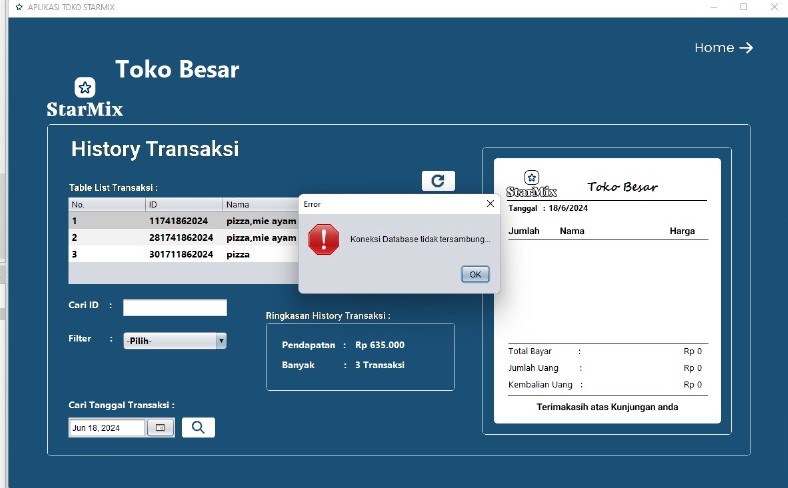 APLIKASI TOKO STARMIX
Home
Toko Besar
StarMix
History Transaksi
Table List Transaksi :
No. ID Nama
1 11741862024 pizza,mie ayam
2 281741862024 pizza,mie ayam
3 301711862024 pizza
Error
Koneksi Database tidak tersambung...
OK
Cari ID :
Filter : -Pilih-
Ringkasan History Transaksi :
Pendapatan : Rp 635.000
Banyak : 3 Transaksi
Cari Tanggal Transaksi :
Jun 18, 2024
StarMix
Toko Besar
Tanggal : 18/6/2024
Jumlah Nama Harga
Total Bayar : Rp 0
Jumlah Uang : Rp 0
Kembalian Uang : Rp 0
Terimakasih atas Kunjungan anda